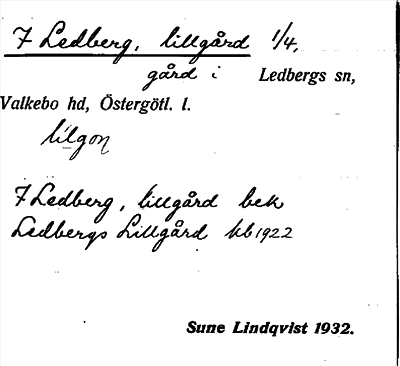 7 Ledberg, lillgård 1/4,
gård i Ledbergs sn,
Valkebo hd, Östergötl. l.
lilgon
7 Ledberg, lillgård bek
Ledbergs Lillgård kb 1922
Sune Lindqvist 1932.